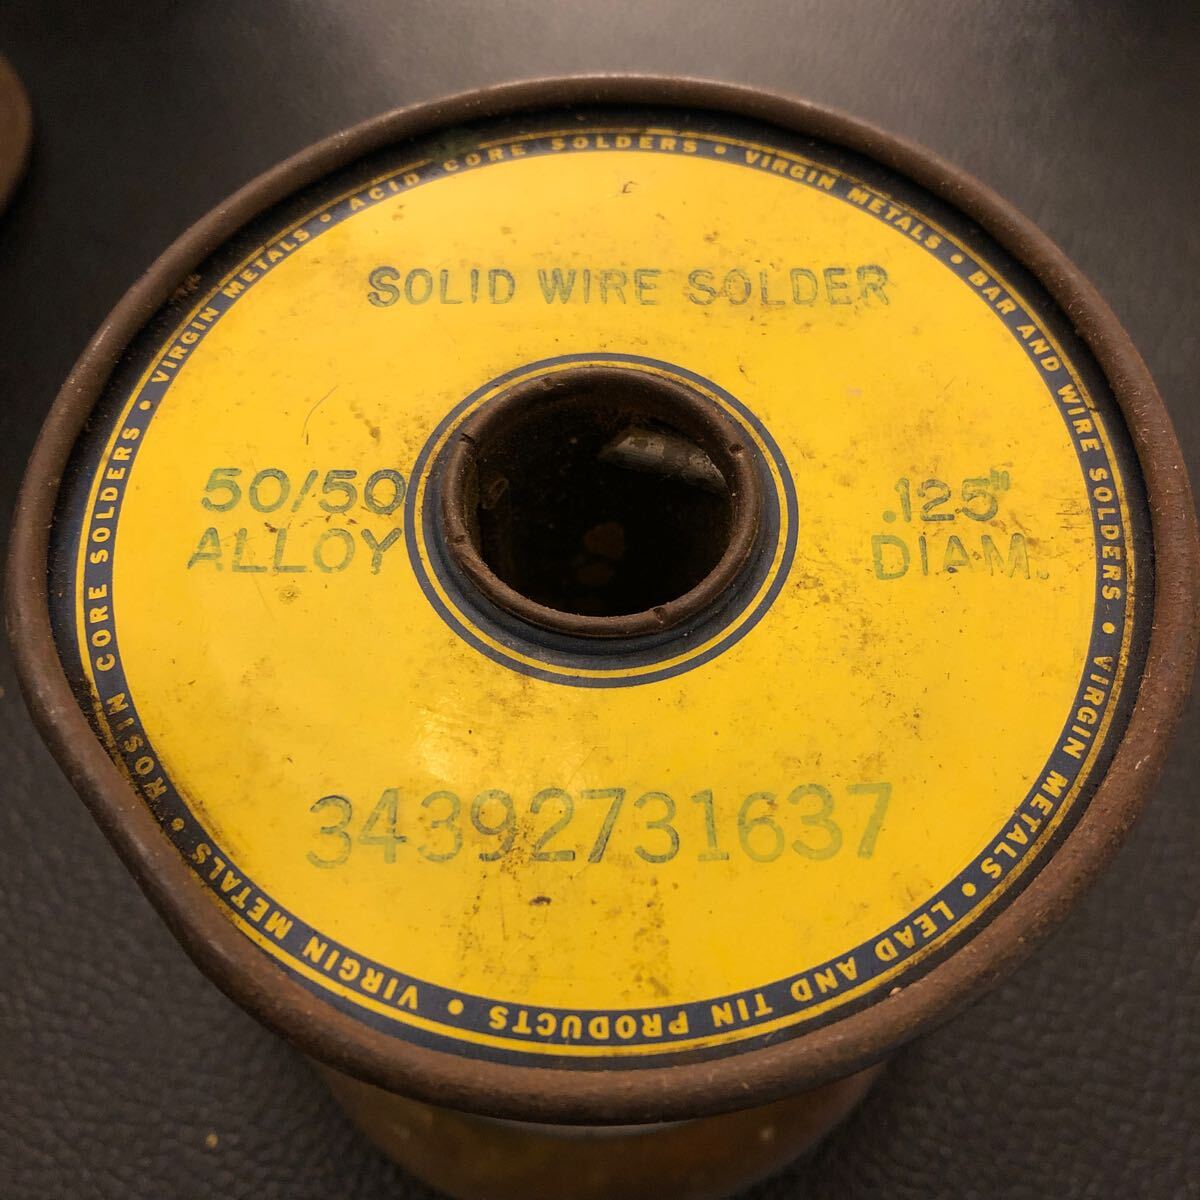 SOLID WIRE SOLDER
50/50
ALLOY
.125"
DIAM.
34392731637
ACID CORE SOLDERS • VIRGIN METALS • BAR AND WIRE SOLDERS • VIRGIN METALS • LEAD AND TIN PRODUCTS • VIRGIN METALS • ROSIN CORE SOLDERS • VIRGIN METALS •